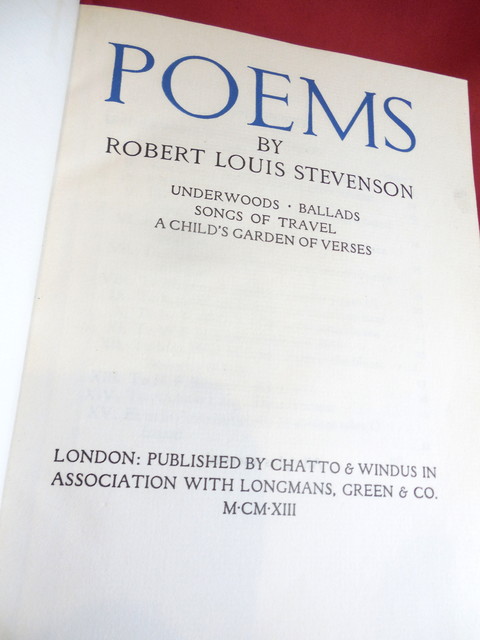 POEMS
BY
ROBERT LOUIS STEVENSON
UNDERWOODS · BALLADS
SONGS OF TRAVEL
A CHILD'S GARDEN OF VERSES
LONDON: PUBLISHED BY CHATTO & WINDUS IN
ASSOCIATION WITH LONGMANS, GREEN & CO.
M·CM·XIII